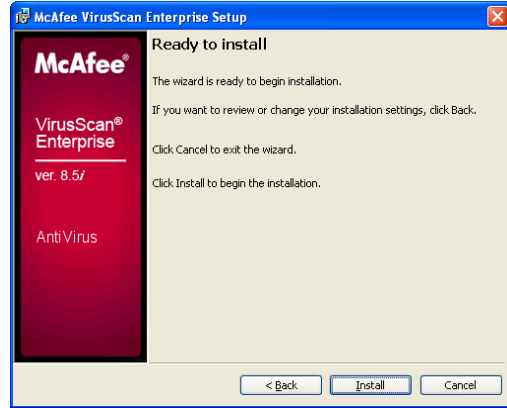 McAfee VirusScan Enterprise Setup
McAfee®
VirusScan®
Enterprise
ver. 8.5i
AntiVirus
Ready to install
The wizard is ready to begin installation.
If you want to review or change your installation settings, click Back.
Click Cancel to exit the wizard.
Click Install to begin the installation.
< Back
Install
Cancel